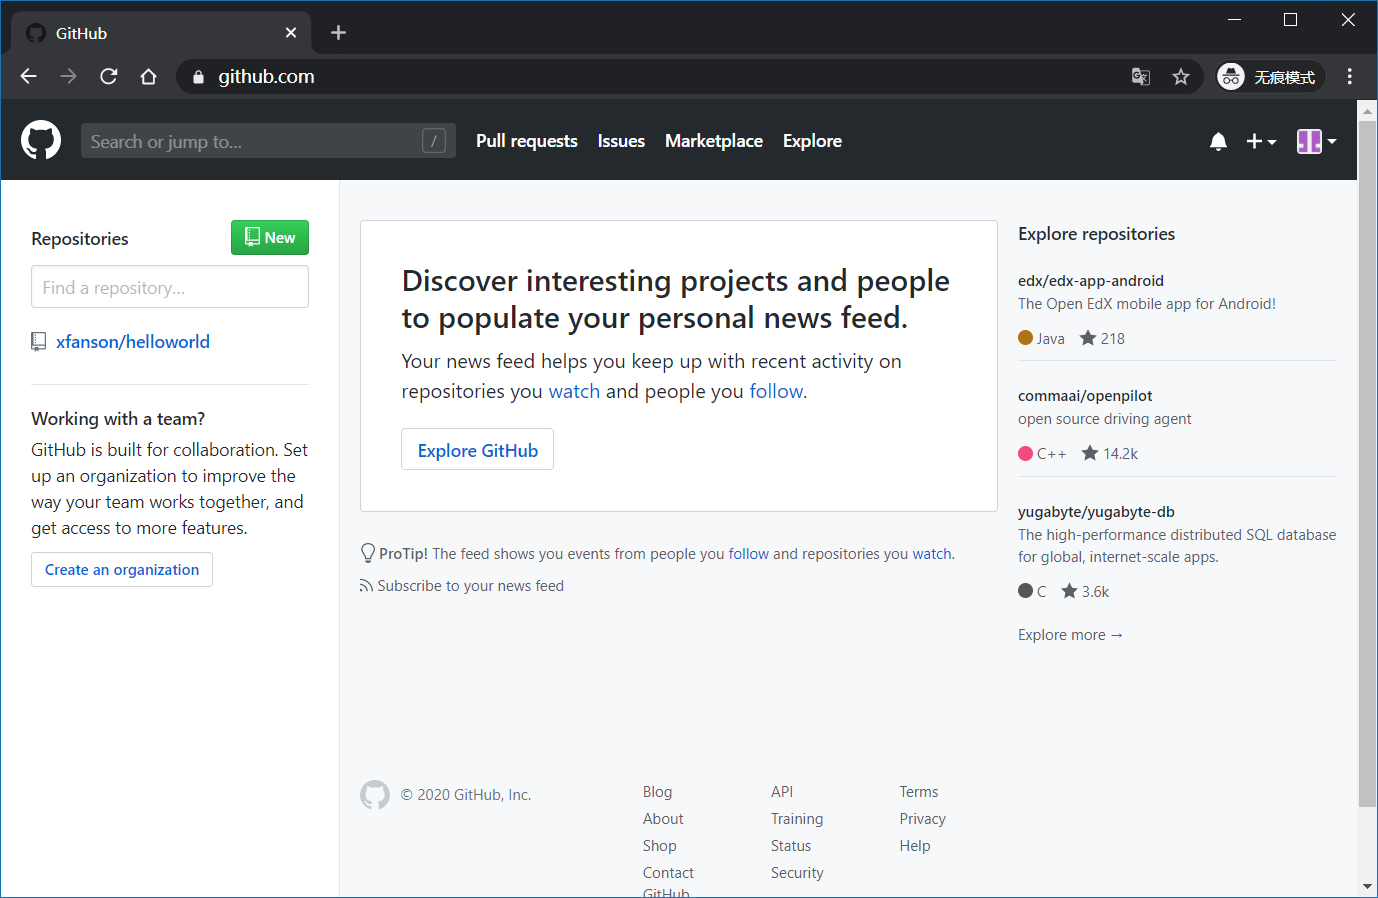 GitHub
github.com
无痕模式
Search or jump to...
/
Pull requests
Issues
Marketplace
Explore
Repositories
New
Find a repository...
xfanson/helloworld
Working with a team?
GitHub is built for collaboration. Set
up an organization to improve the
way your team works together, and
get access to more features.
Create an organization
Discover interesting projects and people
to populate your personal news feed.
Your news feed helps you keep up with recent activity on
repositories you watch and people you follow.
Explore GitHub
ProTip! The feed shows you events from people you follow and repositories you watch.
Subscribe to your news feed
Explore repositories
edx/edx-app-android
The Open EdX mobile app for Android!
Java 218
commaai/openpilot
open source driving agent
C++ 14.2k
yugabyte/yugabyte-db
The high-performance distributed SQL database
for global, internet-scale apps.
C 3.6k
Explore more →
© 2020 GitHub, Inc.
Blog
About
Shop
Contact
GitHub
API
Training
Status
Security
Terms
Privacy
Help